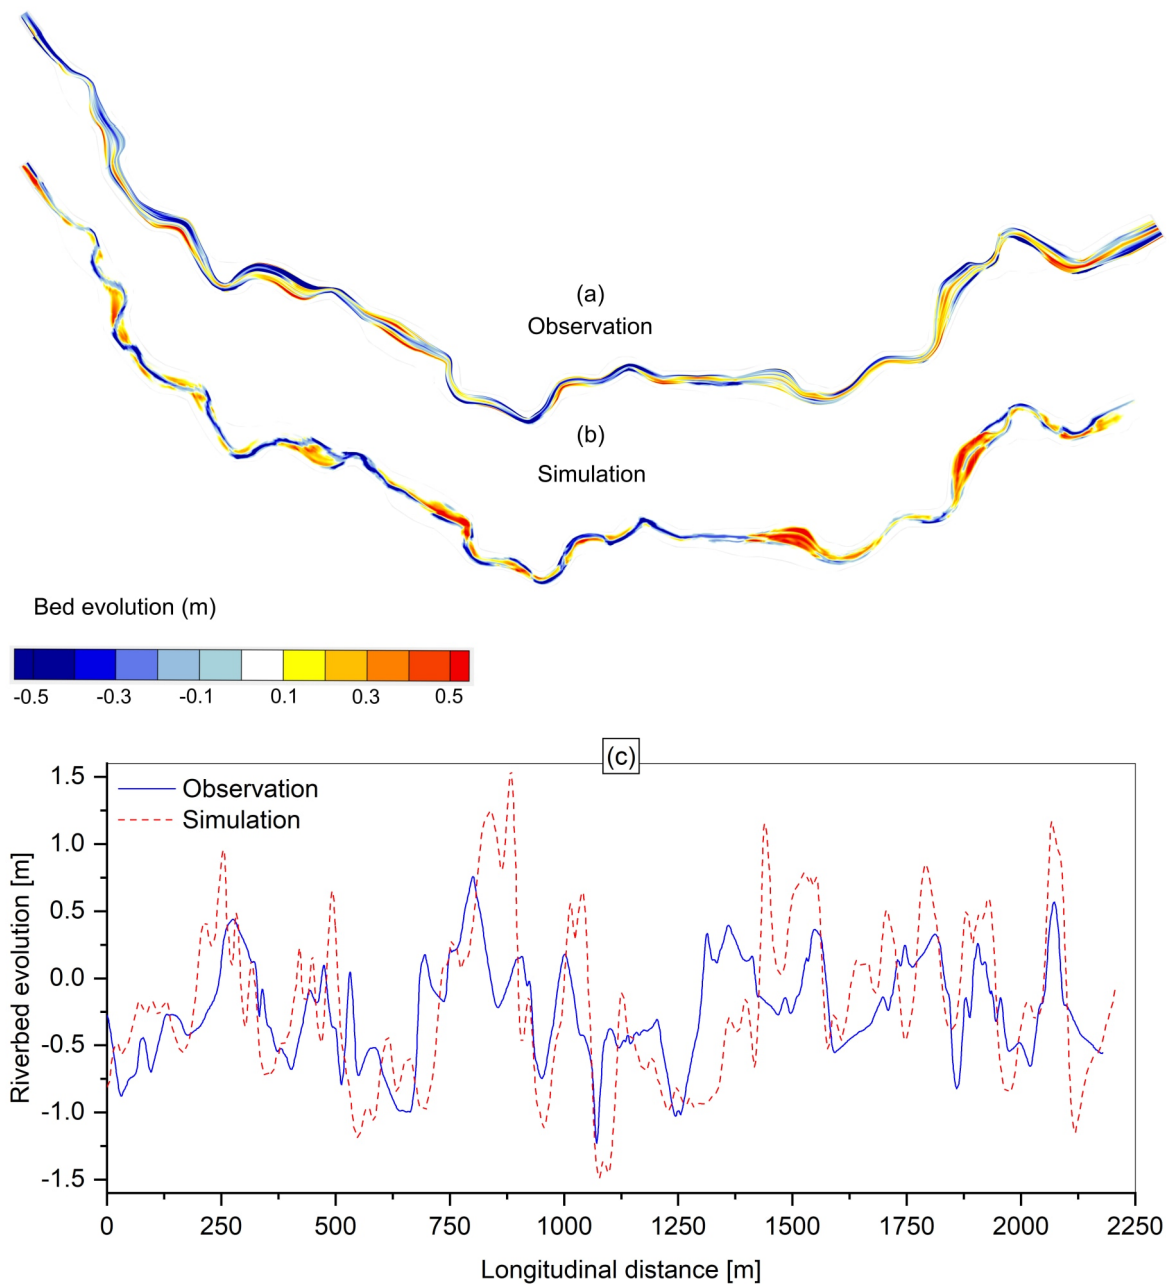 (a)
Observation
(b)
Simulation
Bed evolution (m)
-0.5 -0.3 -0.1 0.1 0.3 0.5
(c)
Observation
Simulation
1.5
1.0
0.5
0.0
-0.5
-1.0
-1.5
Riverbed evolution [m]
0 250 500 750 1000 1250 1500 1750 2000 2250
Longitudinal distance [m]